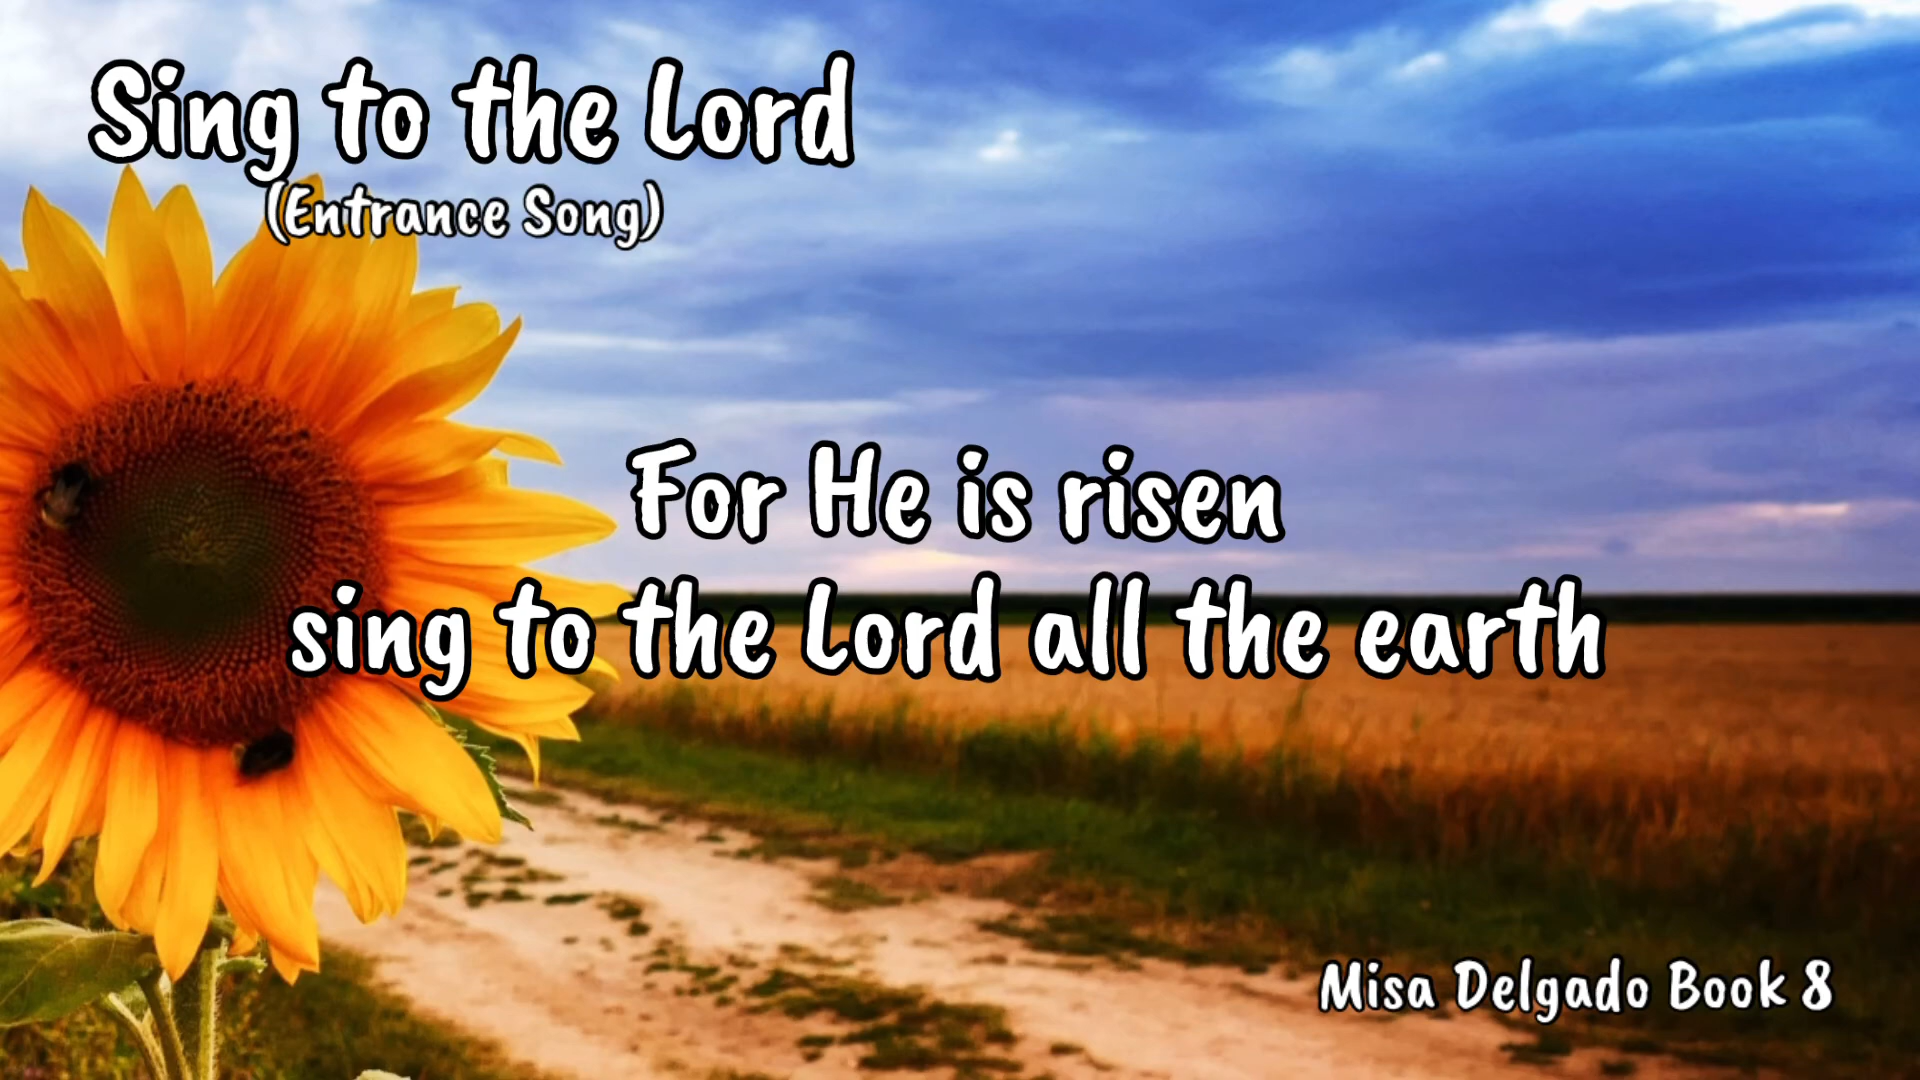 Sing to the Lord
(Entrance Song)
For He is risen
sing to the Lord all the earth
Misa Delgado Book 8